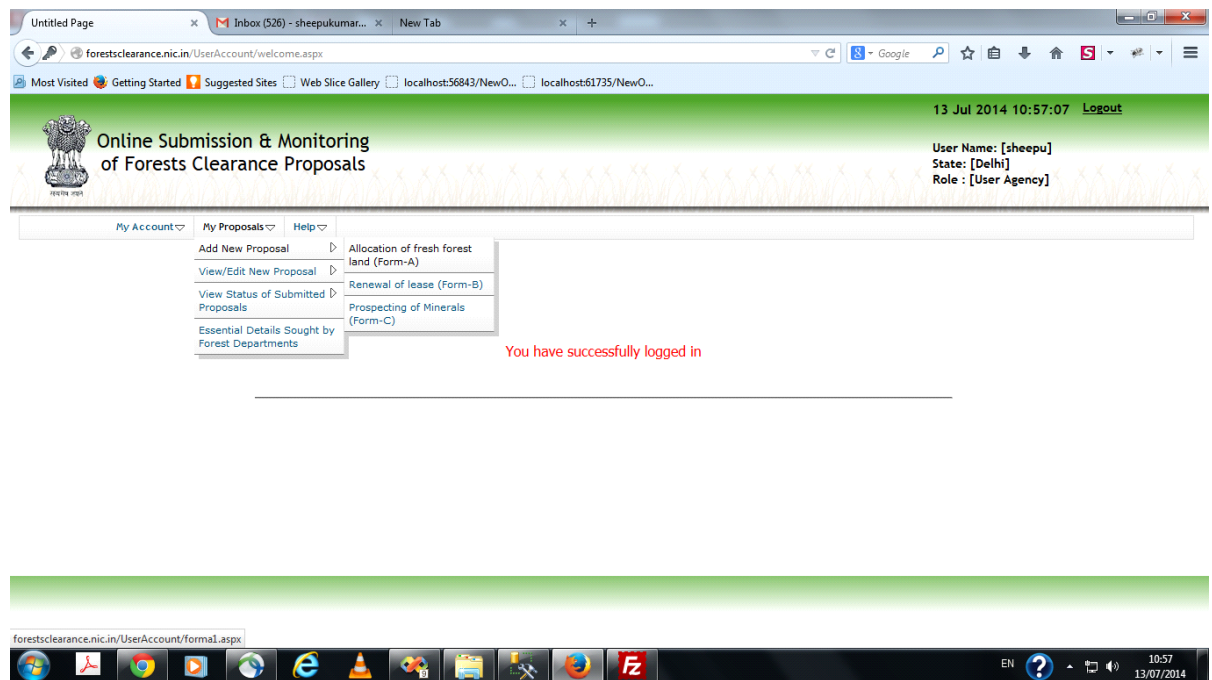 Untitled Page
Inbox (526) - sheepukumar...
New Tab
forestsclearance.nic.in/UserAccount/welcome.aspx
Google
Most Visited
Getting Started
Suggested Sites
Web Slice Gallery
localhost:56843/NewO...
localhost:61735/NewO...
13 Jul 2014 10:57:07 Logout
Online Submission & Monitoring
of Forests Clearance Proposals
सत्यमेव जयते
User Name: [sheepu]
State: [Delhi]
Role : [User Agency]
My Account
My Proposals
Help
Add New Proposal
View/Edit New Proposal
View Status of Submitted
Proposals
Essential Details Sought by
Forest Departments
Allocation of fresh forest
land (Form-A)
Renewal of lease (Form-B)
Prospecting of Minerals
(Form-C)
You have successfully logged in
forestsclearance.nic.in/UserAccount/forma1.aspx
EN
10:57
13/07/2014